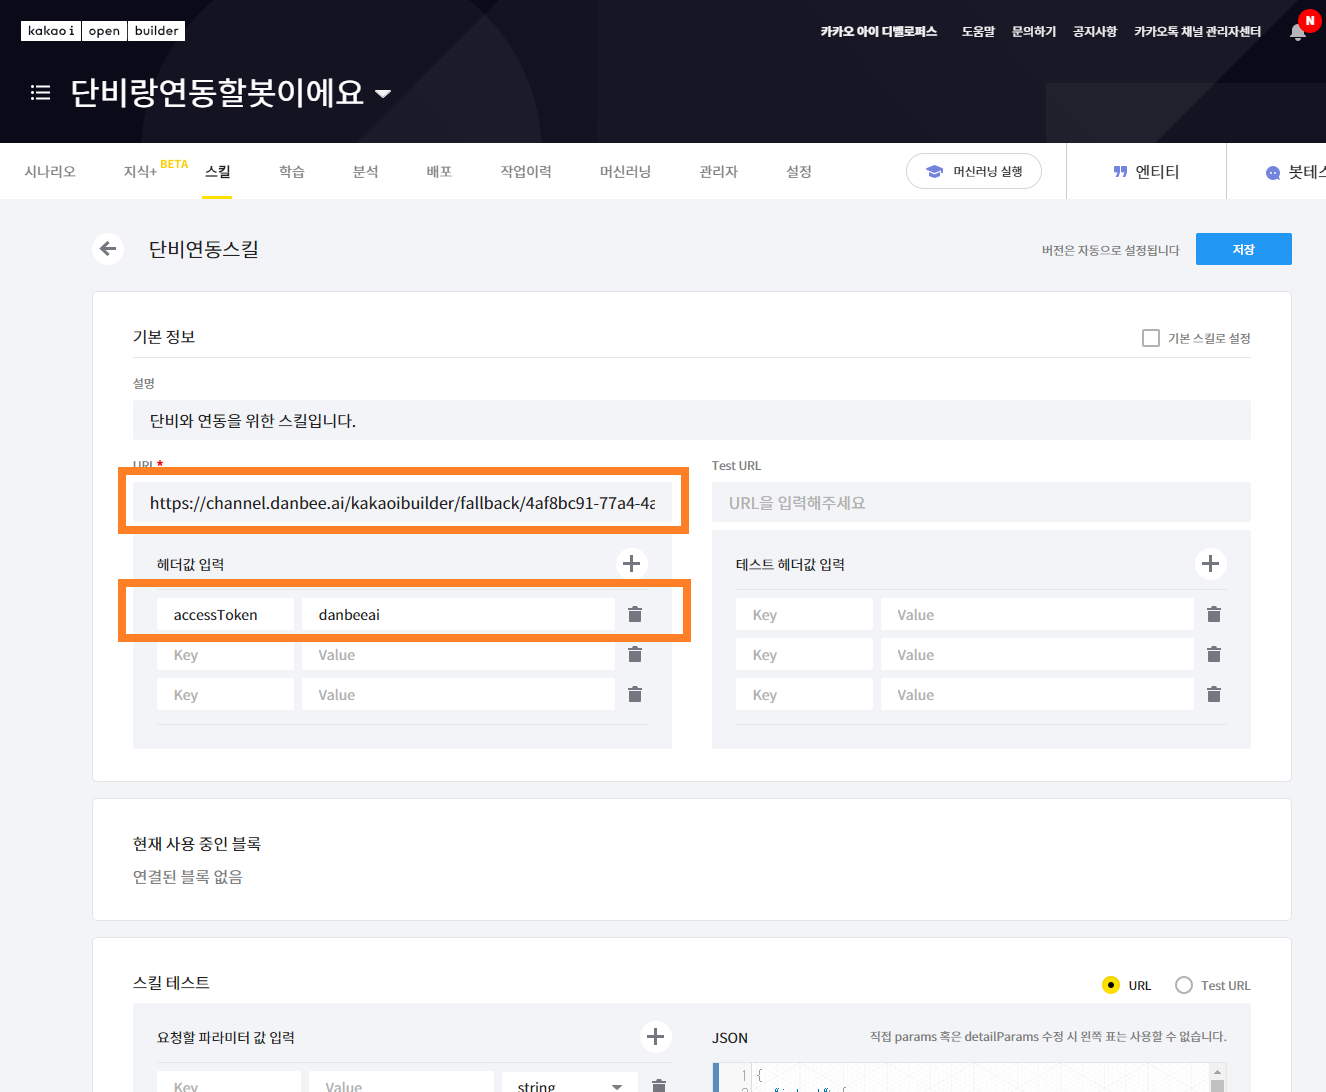 kakao i open builder
카카오 아이 디벨로퍼스 도움말 문의하기 공지사항 카카오톡 채널 관리자센터 N
단비랑연동할봇이에요
시나리오 지식+ BETA 스킬 학습 분석 배포 작업이력 머신러닝 관리자 설정 머신러닝 실행 엔티티 봇테스
단비연동스킬 버전은 자동으로 설정됩니다 저장
기본 정보 기본 스킬로 설정
설명
단비와 연동을 위한 스킬입니다.
URL* Test URL
https://channel.danbee.ai/kakaoibuilder/fallback/4af8bc91-77a4-4a URL을 입력해주세요
헤더값 입력 테스트 헤더값 입력
accessToken danbeeai Key Value
Key Value Key Value
Key Value Key Value
현재 사용 중인 블록
연결된 블록 없음
스킬 테스트 URL Test URL
요청할 파라미터 값 입력 JSON 직접 params 혹은 detailParams 수정 시 왼쪽 표는 사용할 수 없습니다.
Key Value string 1 {